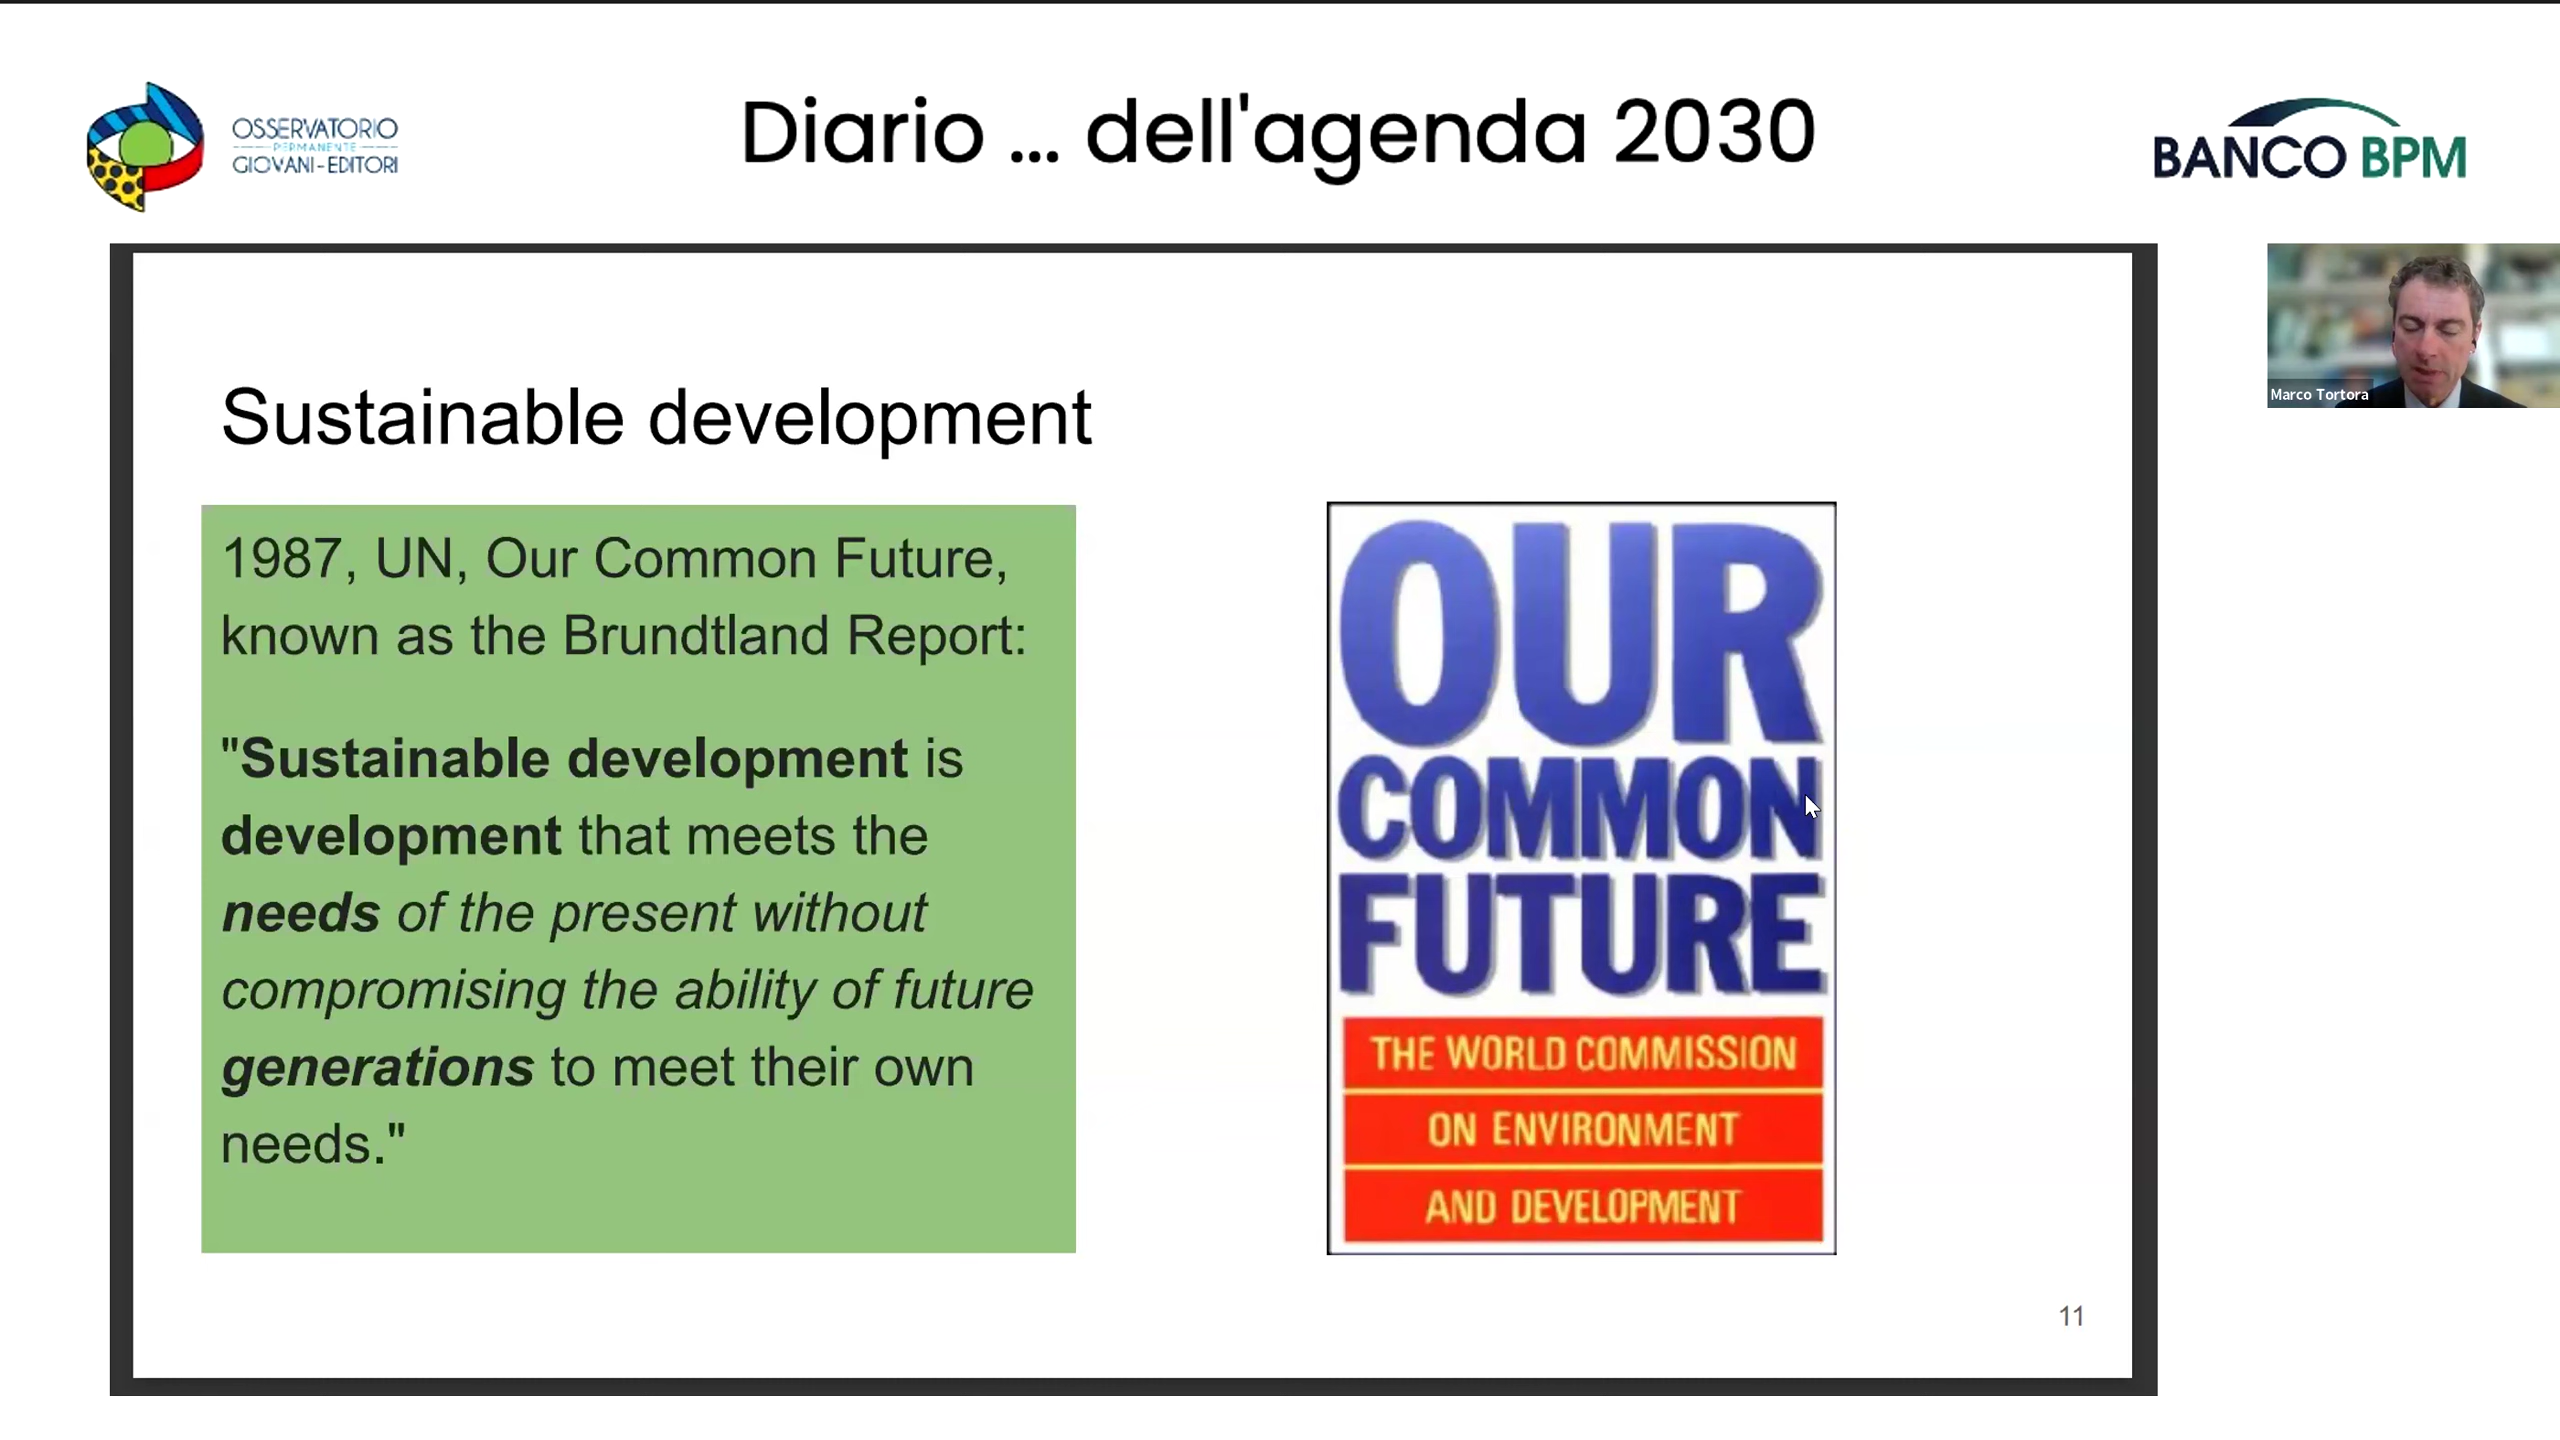 OSSERVATORIO
PERMANENTE
GIOVANI-EDITORI
Diario ... dell'agenda 2030
BANCO BPM
Marco Tortora
Sustainable development
1987, UN, Our Common Future,
known as the Brundtland Report:
"Sustainable development is
development that meets the
needs of the present without
compromising the ability of future
generations to meet their own
needs."
OUR
COMMON
FUTURE
THE WORLD COMMISSION
ON ENVIRONMENT
AND DEVELOPMENT
11